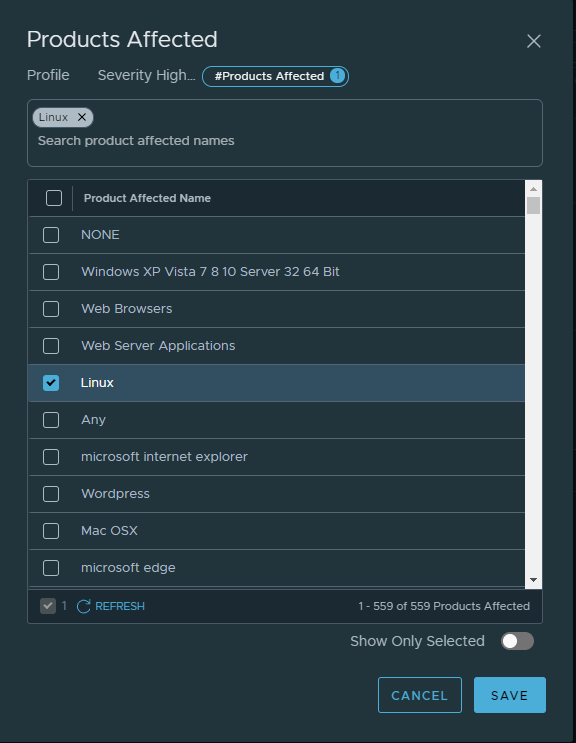 Products Affected
Profile Severity High... #Products Affected 1
Linux
Search product affected names
Product Affected Name
NONE
Windows XP Vista 7 8 10 Server 32 64 Bit
Web Browsers
Web Server Applications
Linux
Any
microsoft internet explorer
Wordpress
Mac OSX
microsoft edge
1 REFRESH 1 - 559 of 559 Products Affected
Show Only Selected
CANCEL SAVE